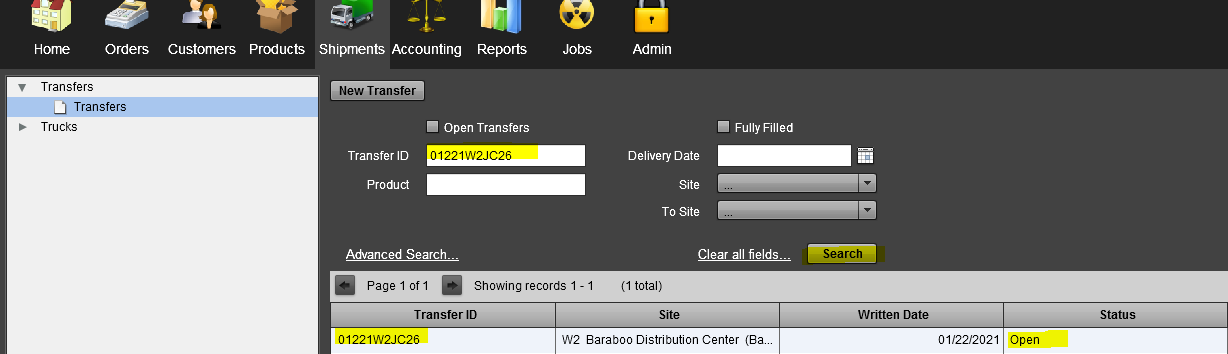 Home Orders Customers Products Shipments Accounting Reports Jobs Admin
Transfers
Transfers
Trucks
New Transfer
Open Transfers Fully Filled
Transfer ID 01221W2JC26 Delivery Date
Product Site ...
To Site ...
Advanced Search... Clear all fields... Search
Page 1 of 1 Showing records 1 - 1 (1 total)
Transfer ID Site Written Date Status
01221W2JC26 W2 Baraboo Distribution Center (Ba... 01/22/2021 Open